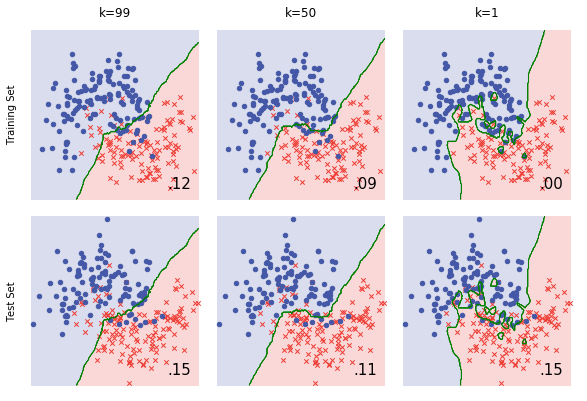 k=99
k=50
k=1
Training Set
.12
.09
.00
Test Set
.15
.11
.15